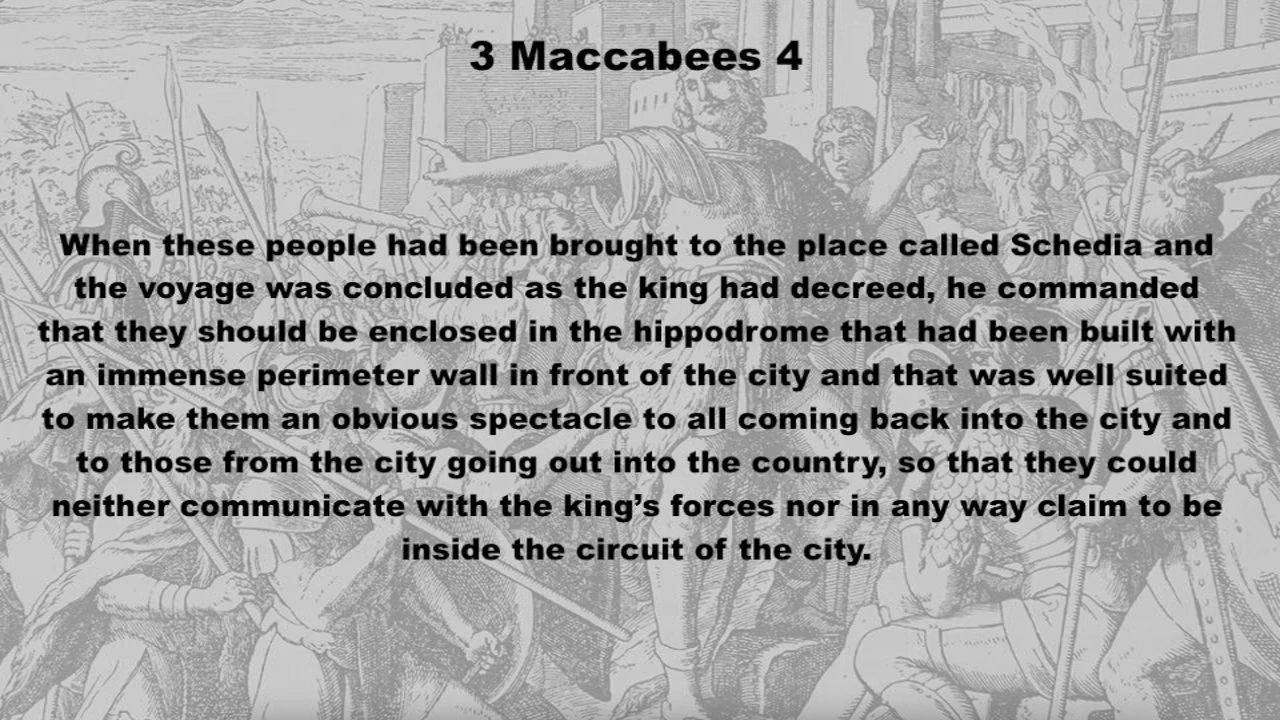 3 Maccabees 4
When these people had been brought to the place called Schedia and
the voyage was concluded as the king had decreed, he commanded
that they should be enclosed in the hippodrome that had been built with
an immense perimeter wall in front of the city and that was well suited
to make them an obvious spectacle to all coming back into the city and
to those from the city going out into the country, so that they could
neither communicate with the king’s forces nor in any way claim to be
inside the circuit of the city.